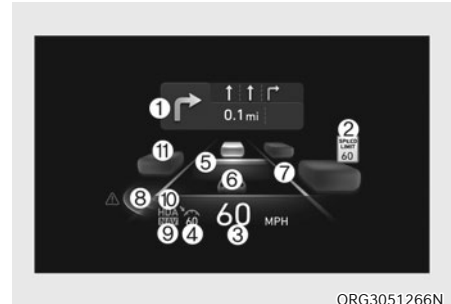 ①
0.1 mi
②
SPEED
LIMIT
60
⑪
⑤
⑥
⑦
⑧
⑩
HDA
NAV
60
60
MPH
⑨
④
③
ORG3051266N